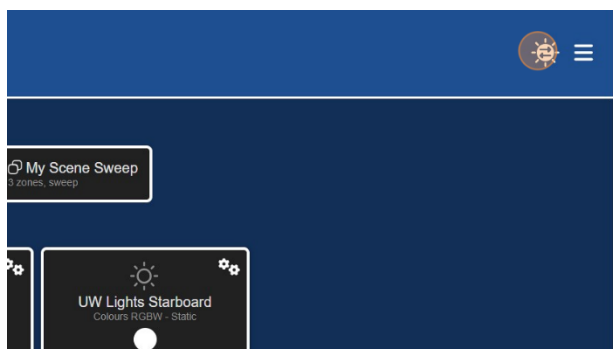 My Scene Sweep
3 zones, sweep
UW Lights Starboard
Colours RGBW - Static